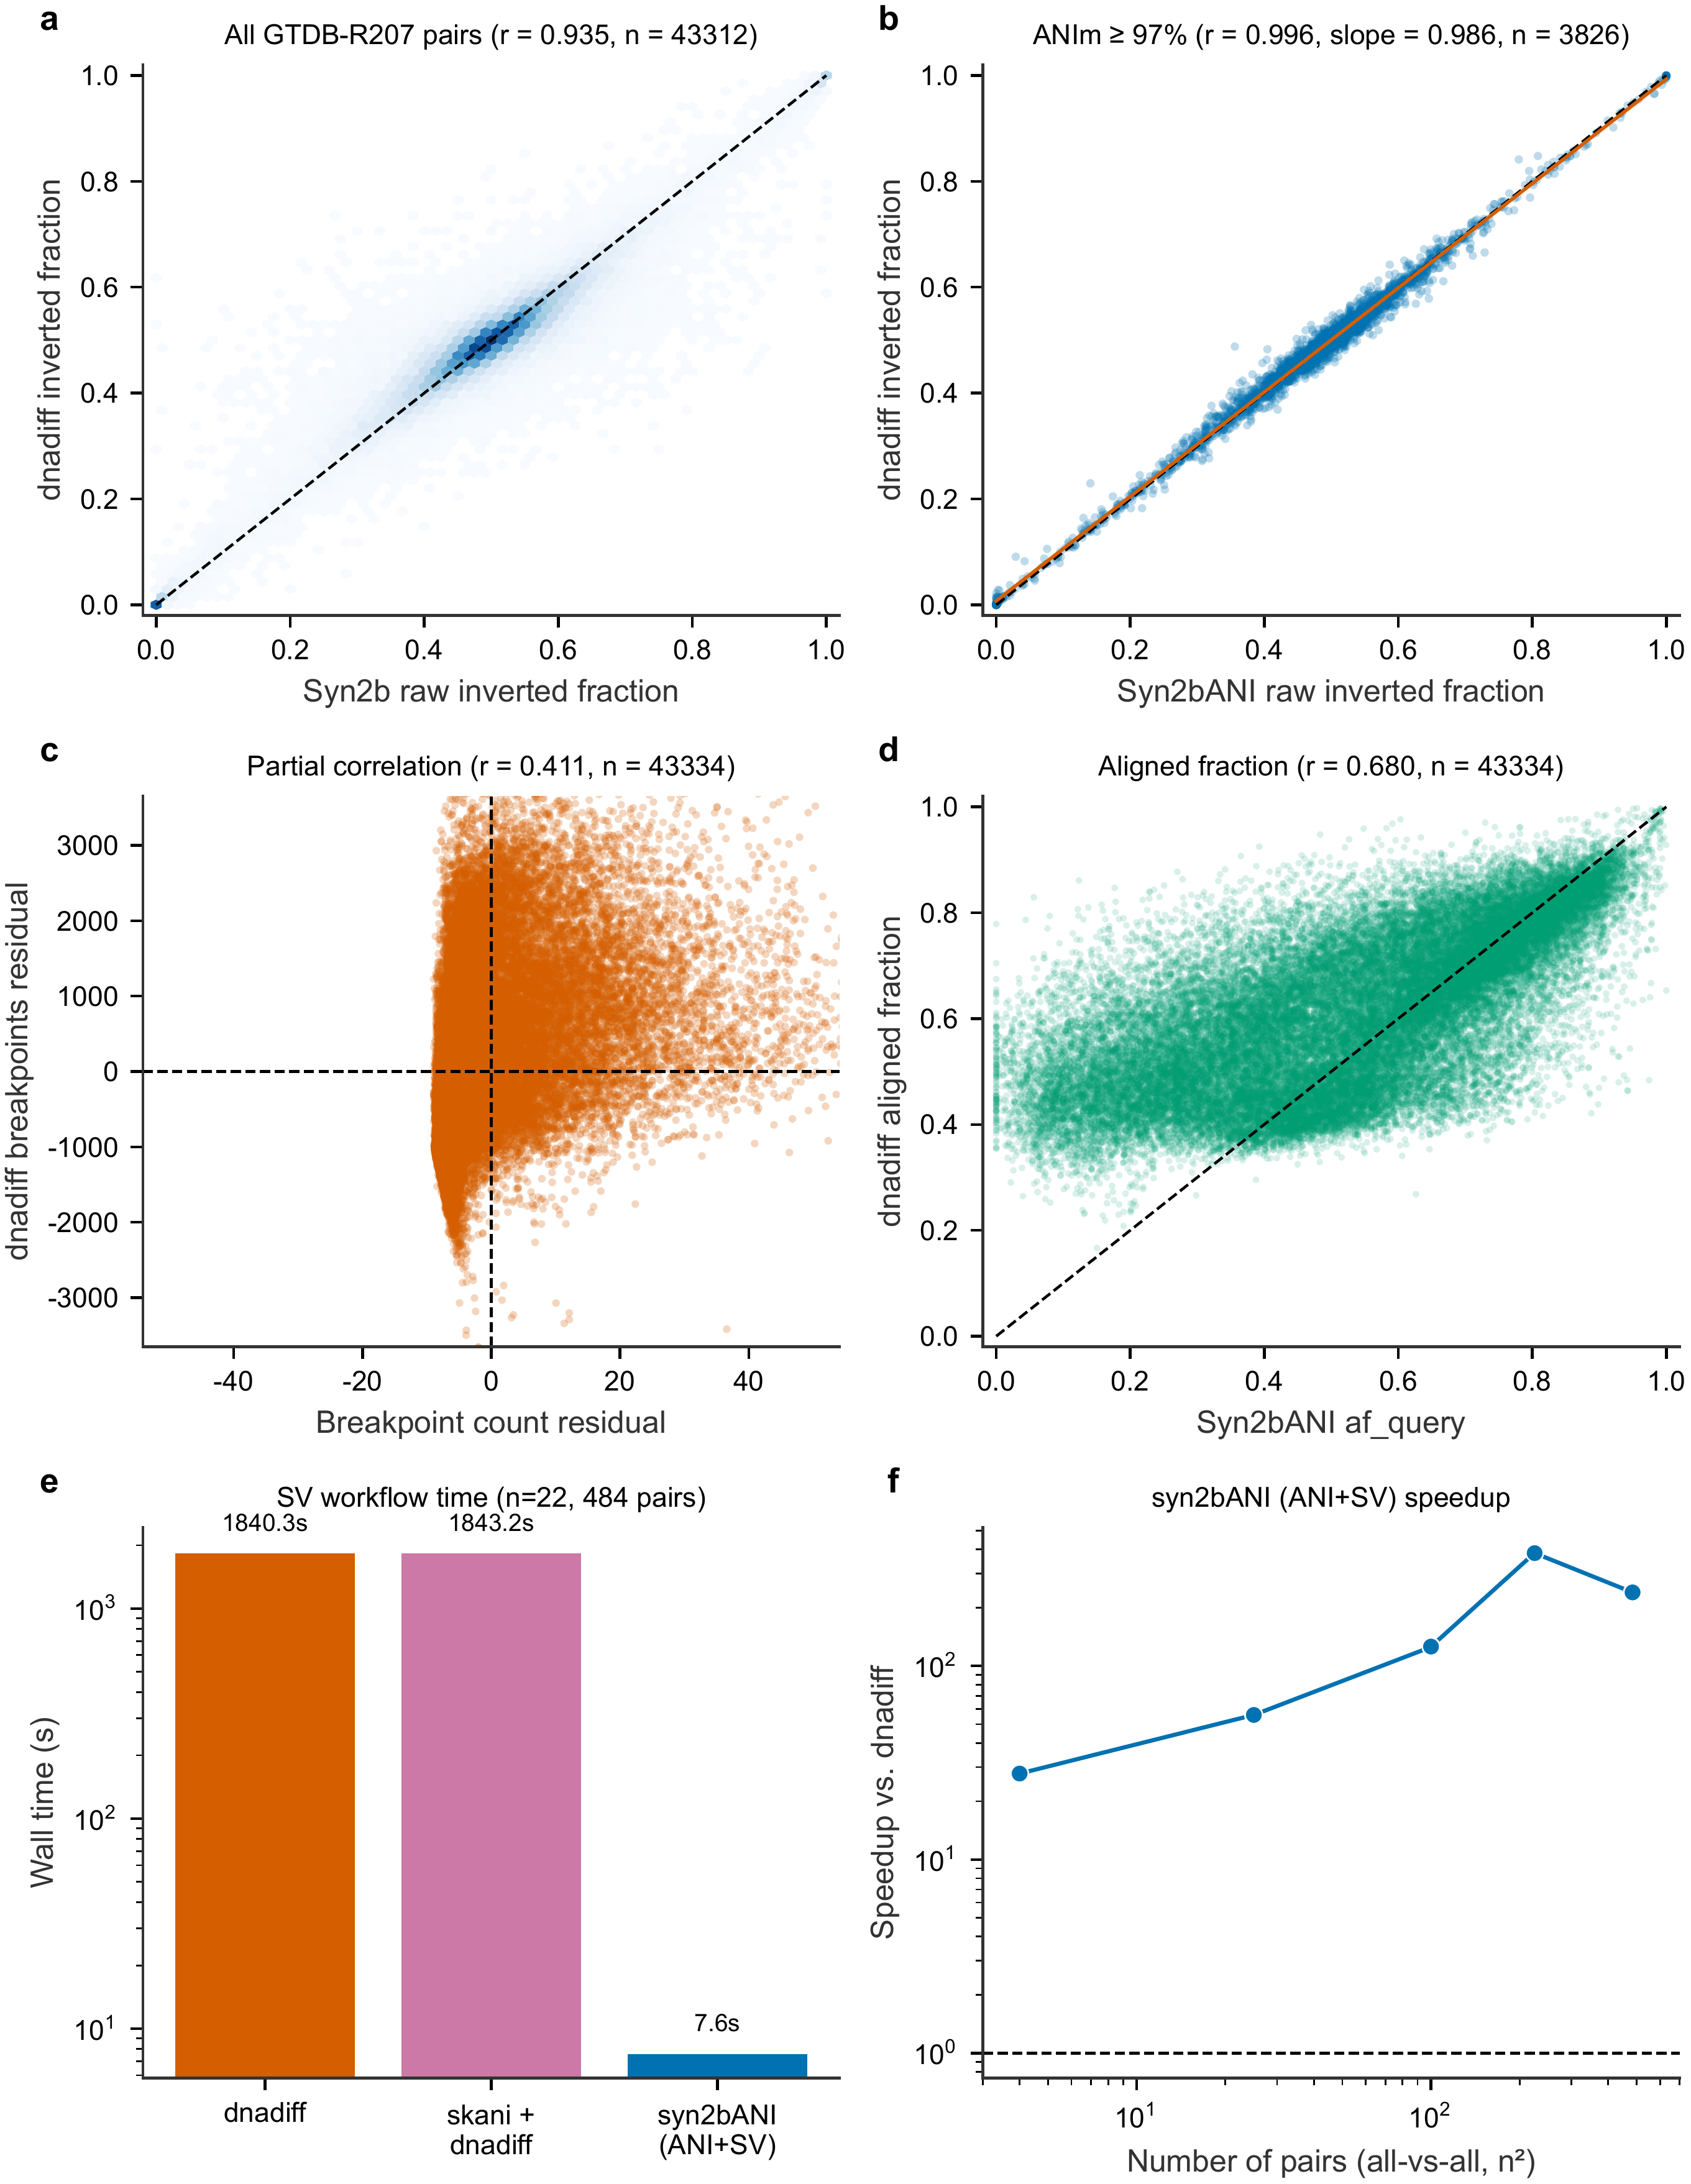 a
All GTDB-R207 pairs (r = 0.935, n = 43312)
1.0
0.8
0.6
0.4
0.2
0.0
dnadiff inverted fraction
0.0 0.2 0.4 0.6 0.8 1.0
Syn2b raw inverted fraction
b
ANIm ≥ 97% (r = 0.996, slope = 0.986, n = 3826)
1.0
0.8
0.6
0.4
0.2
0.0
dnadiff inverted fraction
0.0 0.2 0.4 0.6 0.8 1.0
Syn2bANI raw inverted fraction
c
Partial correlation (r = 0.411, n = 43334)
3000
2000
1000
0
-1000
-2000
-3000
dnadiff breakpoints residual
-40 -20 0 20 40
Breakpoint count residual
d
Aligned fraction (r = 0.680, n = 43334)
1.0
0.8
0.6
0.4
0.2
0.0
dnadiff aligned fraction
0.0 0.2 0.4 0.6 0.8 1.0
Syn2bANI af_query
e
SV workflow time (n=22, 484 pairs)
1840.3s 1843.2s
7.6s
10³
10²
10¹
Wall time (s)
dnadiff
skani +
dnadiff
syn2bANI
(ANI+SV)
f
syn2bANI (ANI+SV) speedup
10²
10¹
10⁰
Speedup vs. dnadiff
10¹ 10²
Number of pairs (all-vs-all, n²)